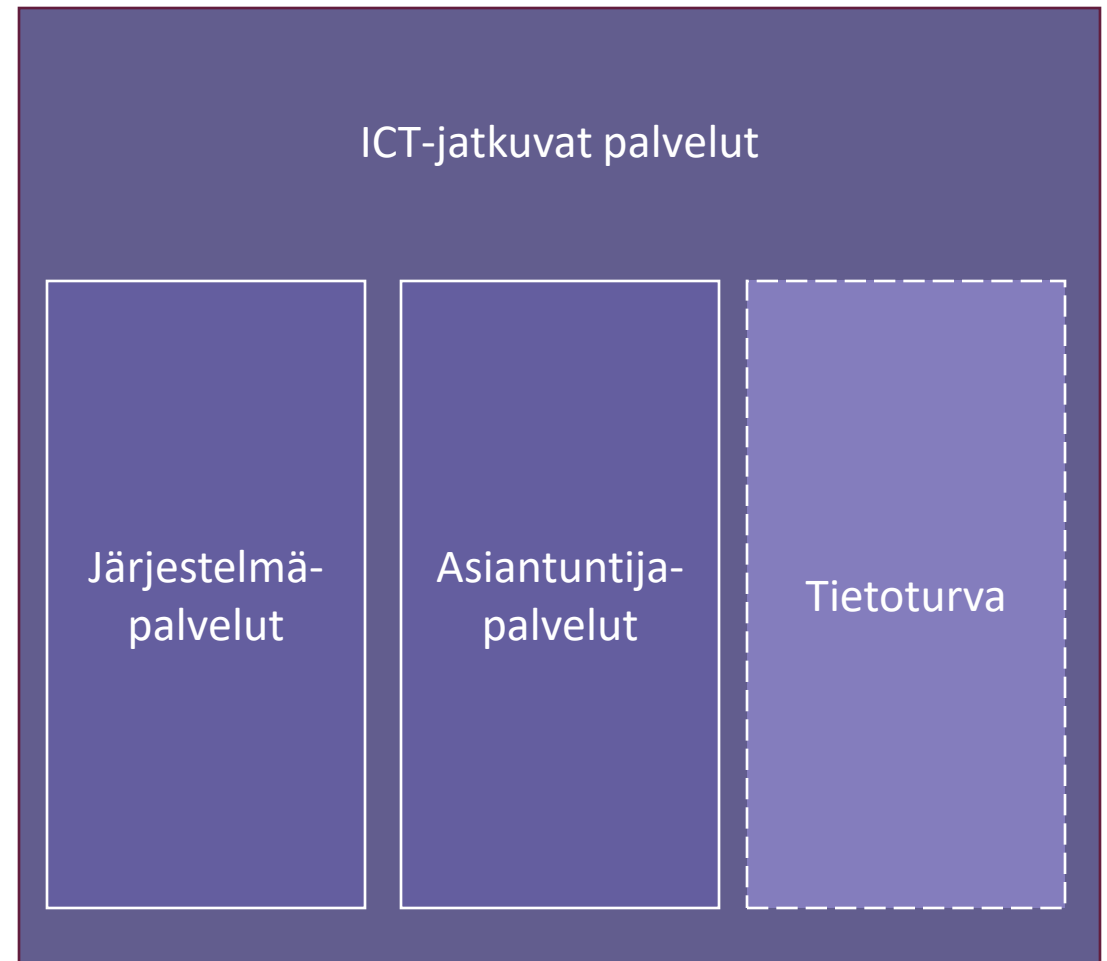 ICT-jatkuvat palvelut
Järjestelmä-
palvelut
Asiantuntija-
palvelut
Tietoturva